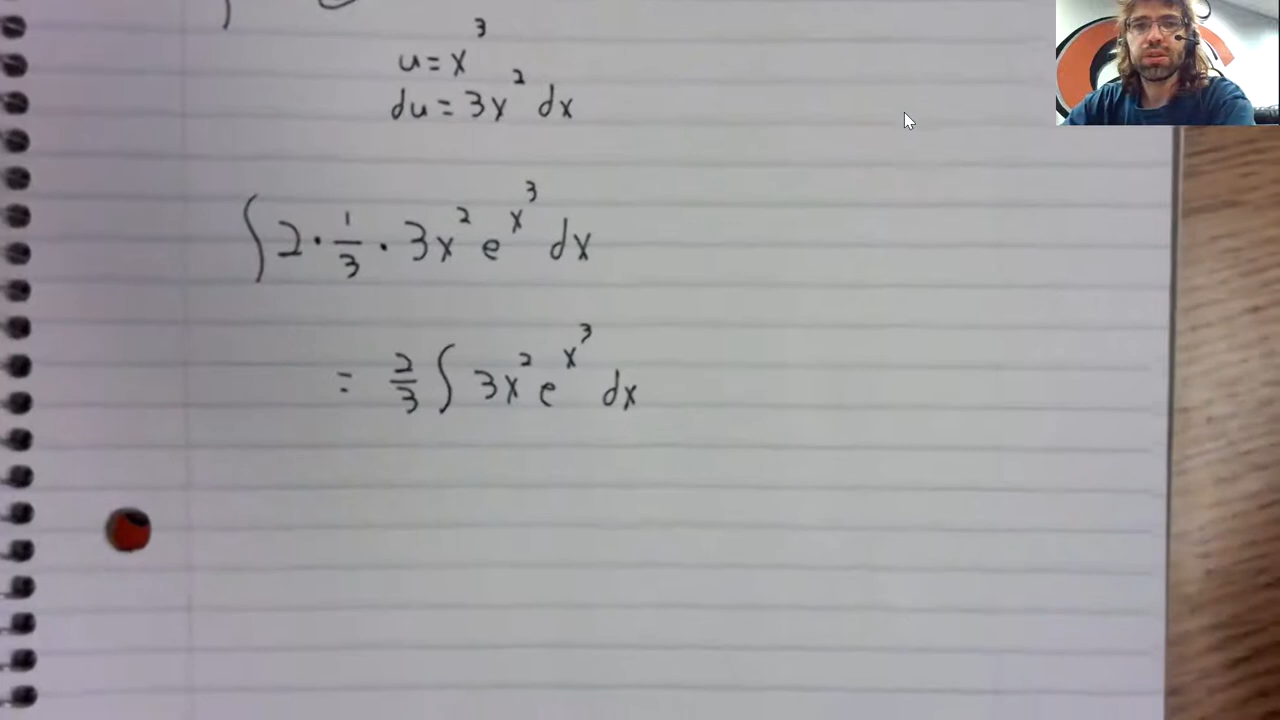 u = x³
du = 3x² dx
∫ 2 · 1/3 · 3x² e^x³ dx
= 2/3 ∫ 3x² e^x³ dx